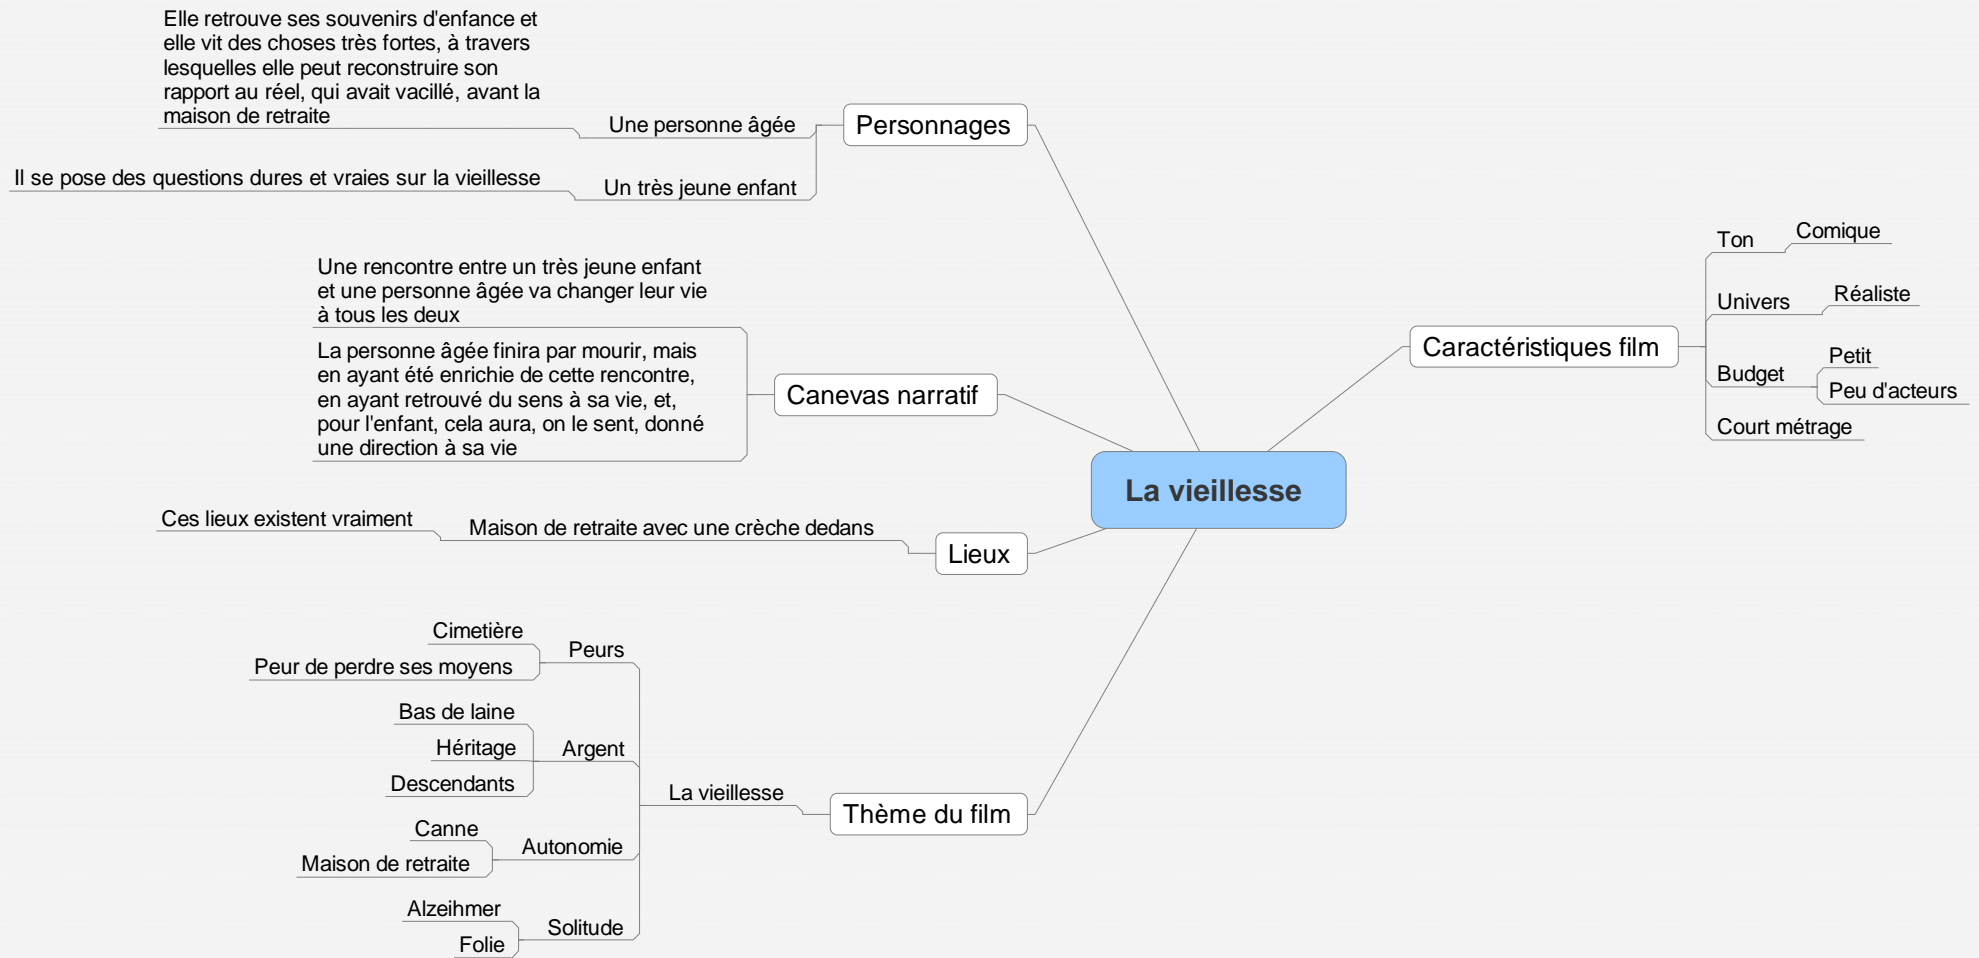 Elle retrouve ses souvenirs d'enfance et
elle vit des choses très fortes, à travers
lesquelles elle peut reconstruire son
rapport au réel, qui avait vacillé, avant la
maison de retraite
Une personne âgée
Personnages
Il se pose des questions dures et vraies sur la vieillesse
Un très jeune enfant
Une rencontre entre un très jeune enfant
et une personne âgée va changer leur vie
à tous les deux
La personne âgée finira par mourir, mais
en ayant été enrichie de cette rencontre,
en ayant retrouvé du sens à sa vie, et,
pour l'enfant, cela aura, on le sent, donné
une direction à sa vie
Canevas narratif
Ces lieux existent vraiment
Maison de retraite avec une crèche dedans
Lieux
Cimetière
Peur de perdre ses moyens
Peurs
Bas de laine
Héritage
Descendants
Argent
Canne
Maison de retraite
Autonomie
Alzeihmer
Folie
Solitude
La vieillesse
Thème du film
La vieillesse
Caractéristiques film
Ton
Comique
Univers
Réaliste
Budget
Petit
Peu d'acteurs
Court métrage